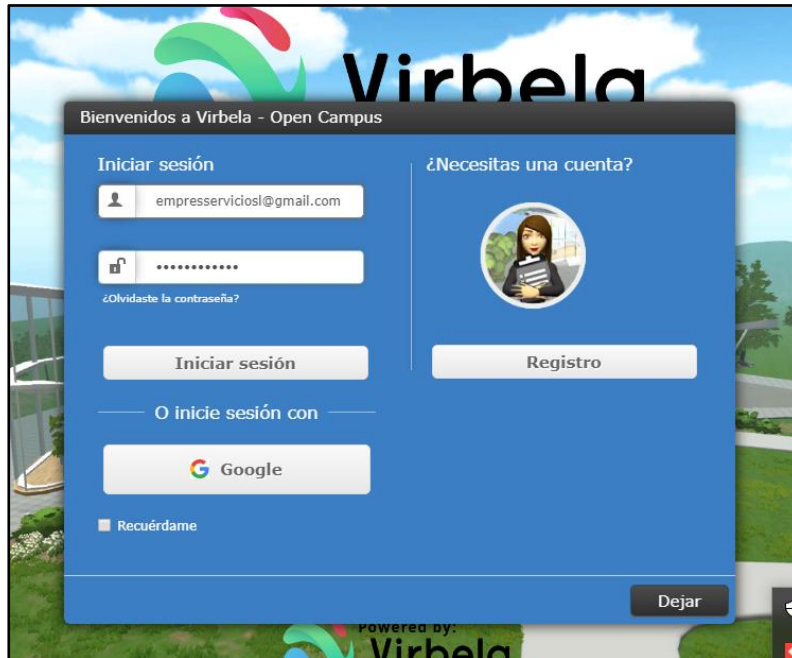 Virbela
Bienvenidos a Virbela - Open Campus
Iniciar sesión
empresserviciosl@gmail.com
••••••••••••
¿Olvidaste la contraseña?
Iniciar sesión
O inicie sesión con
Google
Recuérdame
¿Necesitas una cuenta?
Registro
Dejar
Powered by:
Virbela